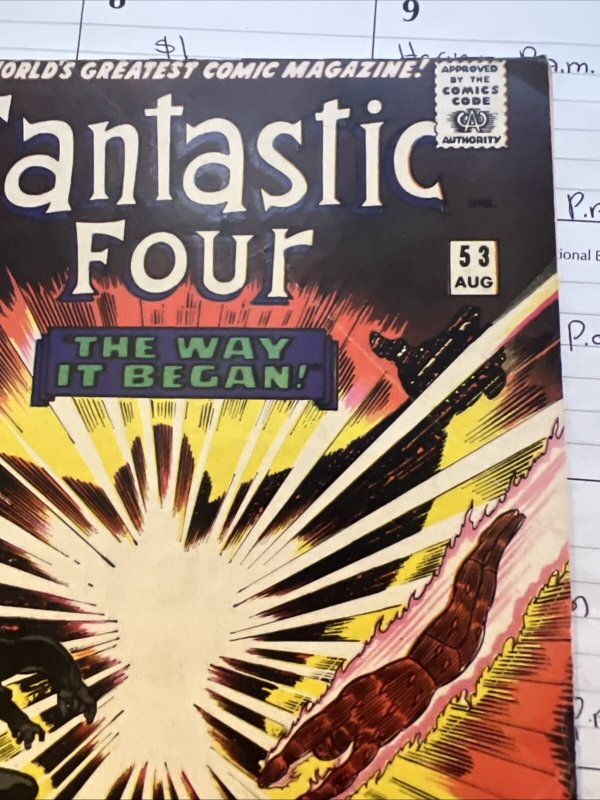 9
$1
WORLD'S GREATEST COMIC MAGAZINE!
a.m.
APPROVED
BY THE
COMICS
CODE
CA
AUTHORITY
Fantastic
Four
53
AUG
"THE WAY
IT BEGAN!"